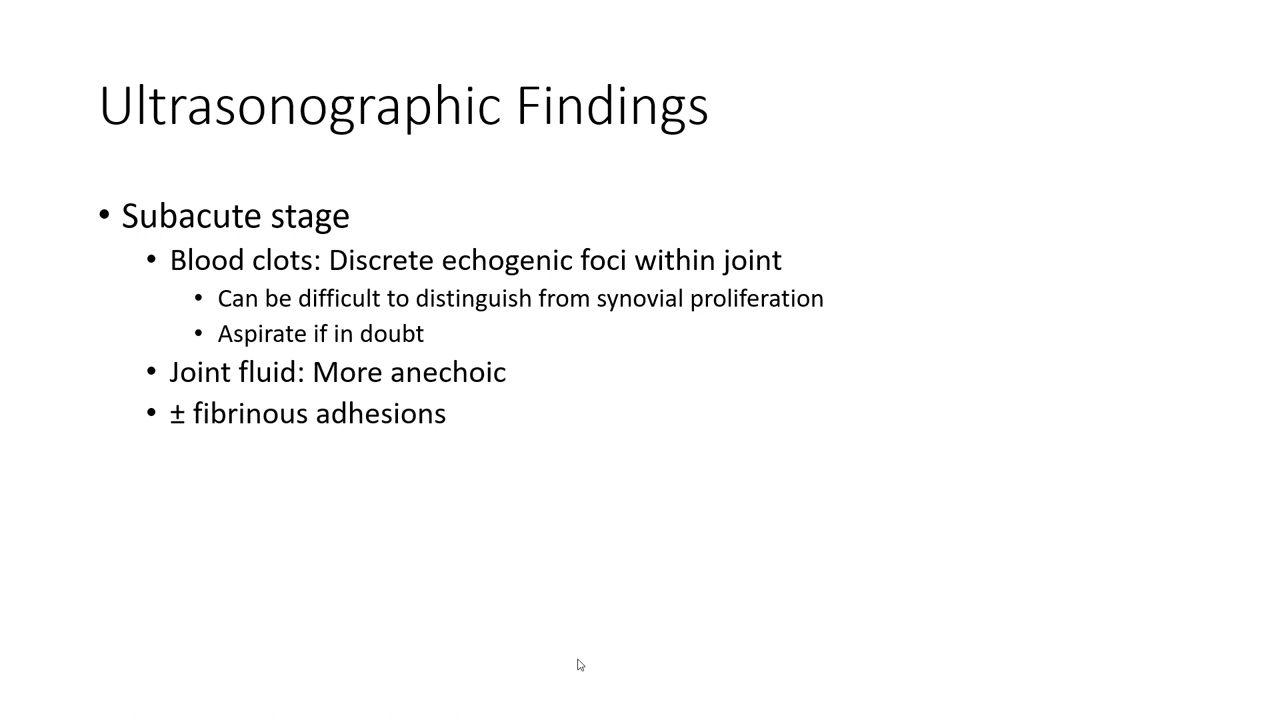 Ultrasonographic Findings
• Subacute stage
• Blood clots: Discrete echogenic foci within joint
• Can be difficult to distinguish from synovial proliferation
• Aspirate if in doubt
• Joint fluid: More anechoic
• ± fibrinous adhesions